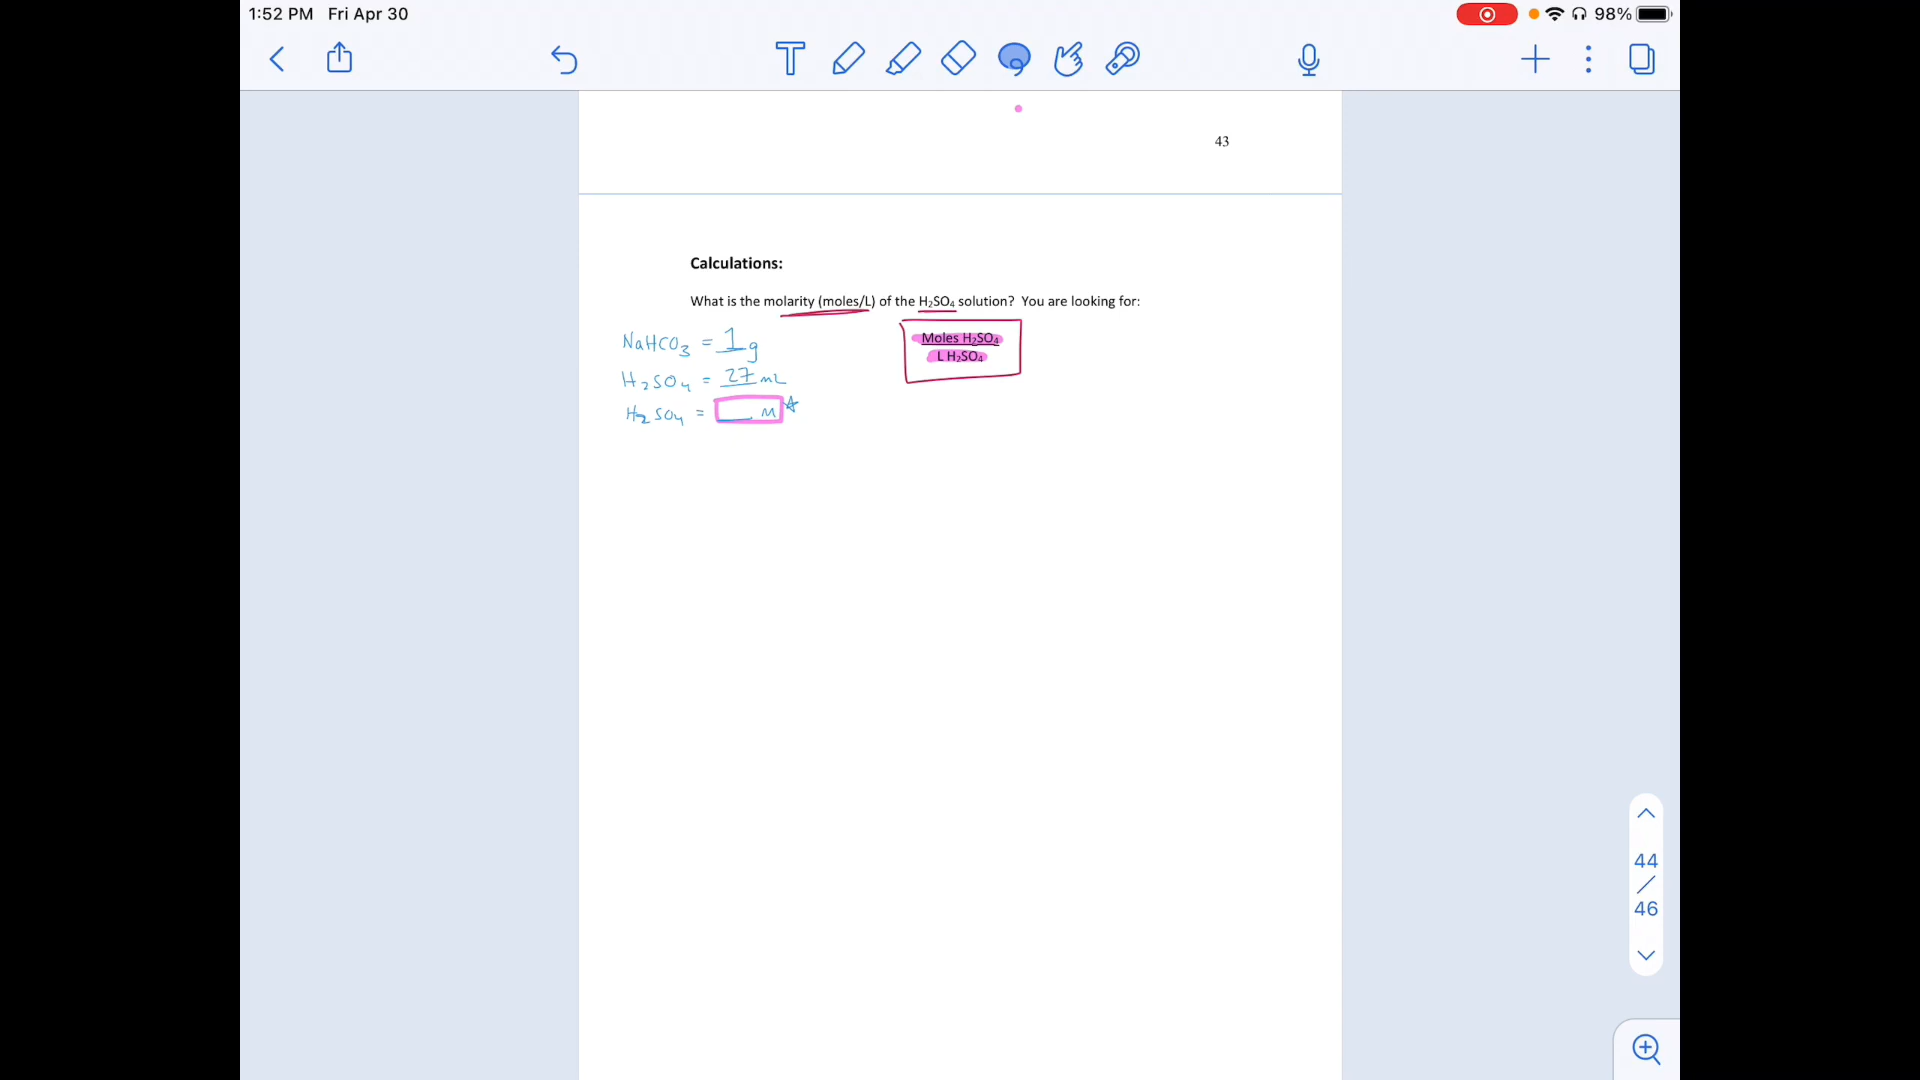 1:52 PM Fri Apr 30
98%
T
43
Calculations:
What is the molarity (moles/L) of the H₂SO₄ solution? You are looking for:
NaHCO₃ = 1 g
Moles H₂SO₄
L H₂SO₄
H₂SO₄ = 27 mL
H₂SO₄ = ___ M
44
/
46